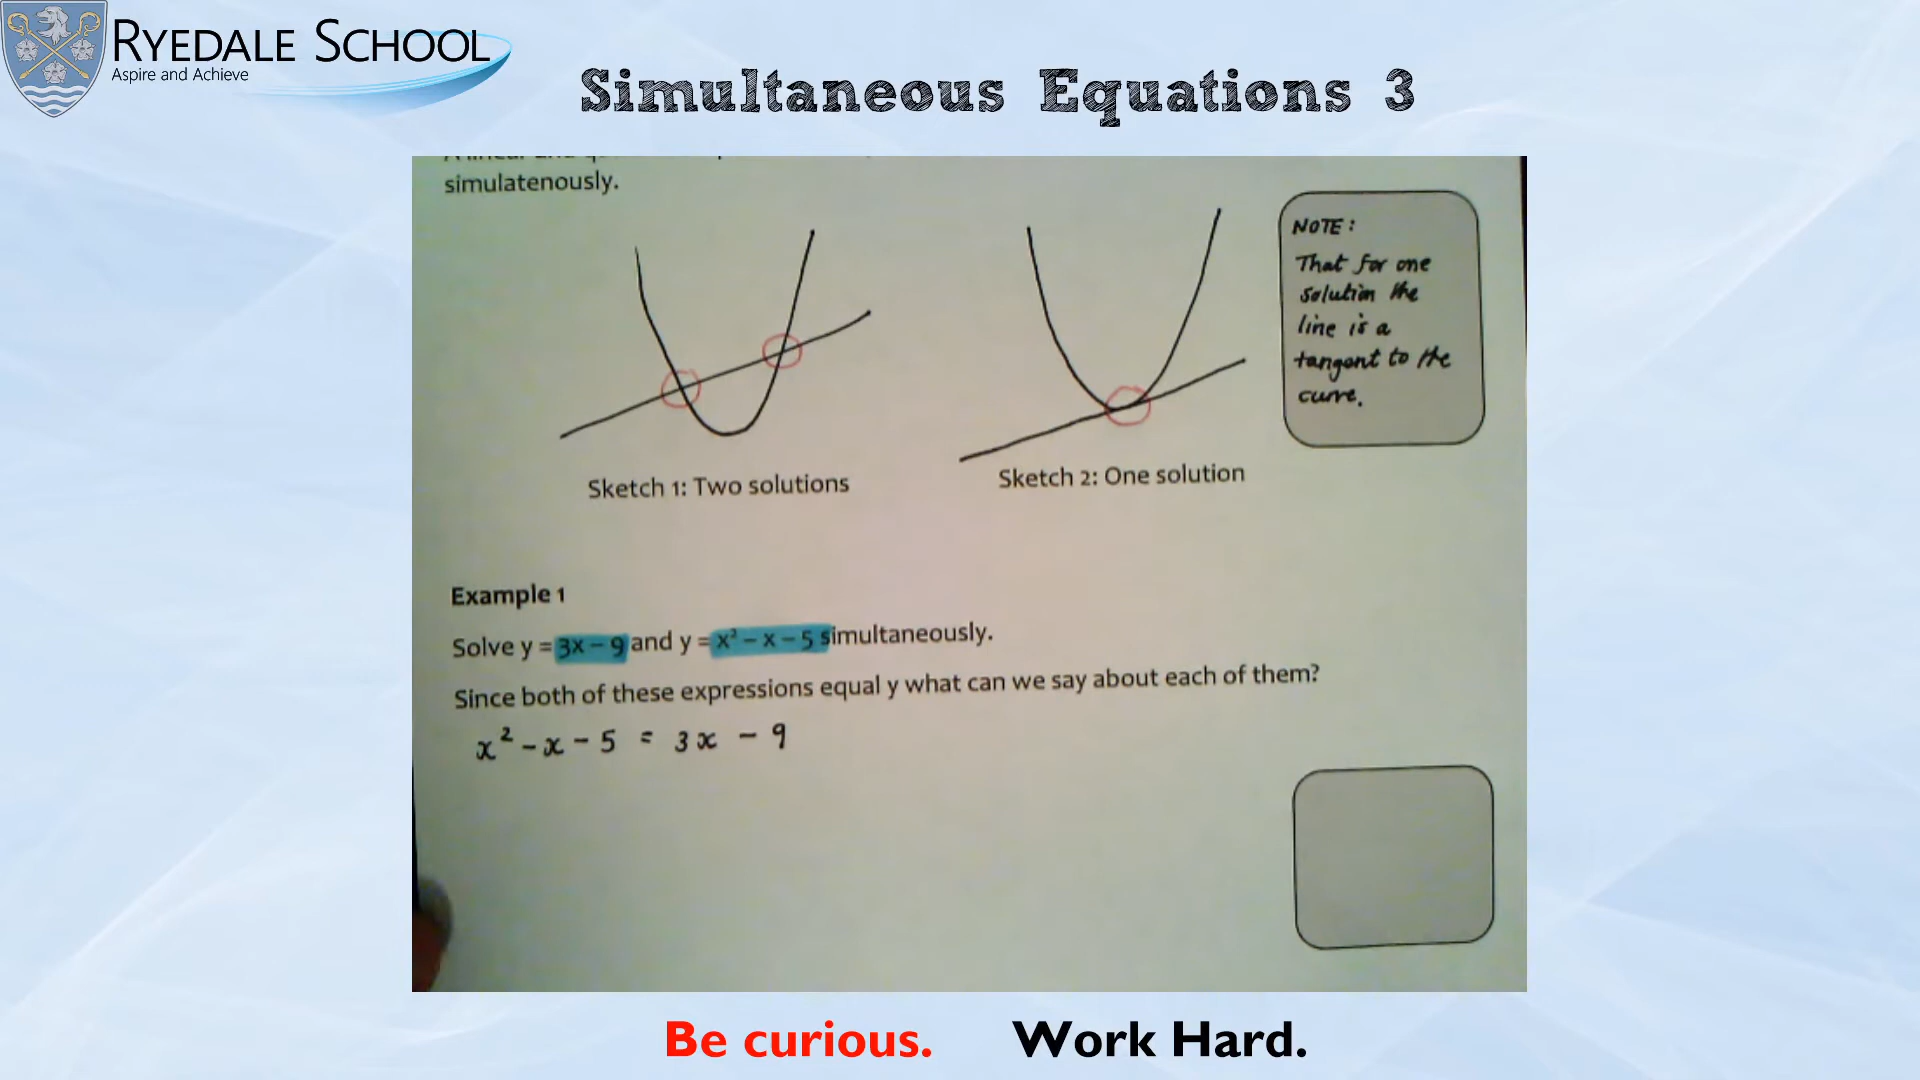 RYEDALE SCHOOL
Aspire and Achieve
Simultaneous Equations 3
simulatenously.
NOTE:
That for one
solution the
line is a
tangent to the
curve.
Sketch 1: Two solutions
Sketch 2: One solution
Example 1
Solve y = 3x – 9 and y = x² – x – 5 simultaneously.
Since both of these expressions equal y what can we say about each of them?
x² - x - 5 = 3x - 9
Be curious. Work Hard.